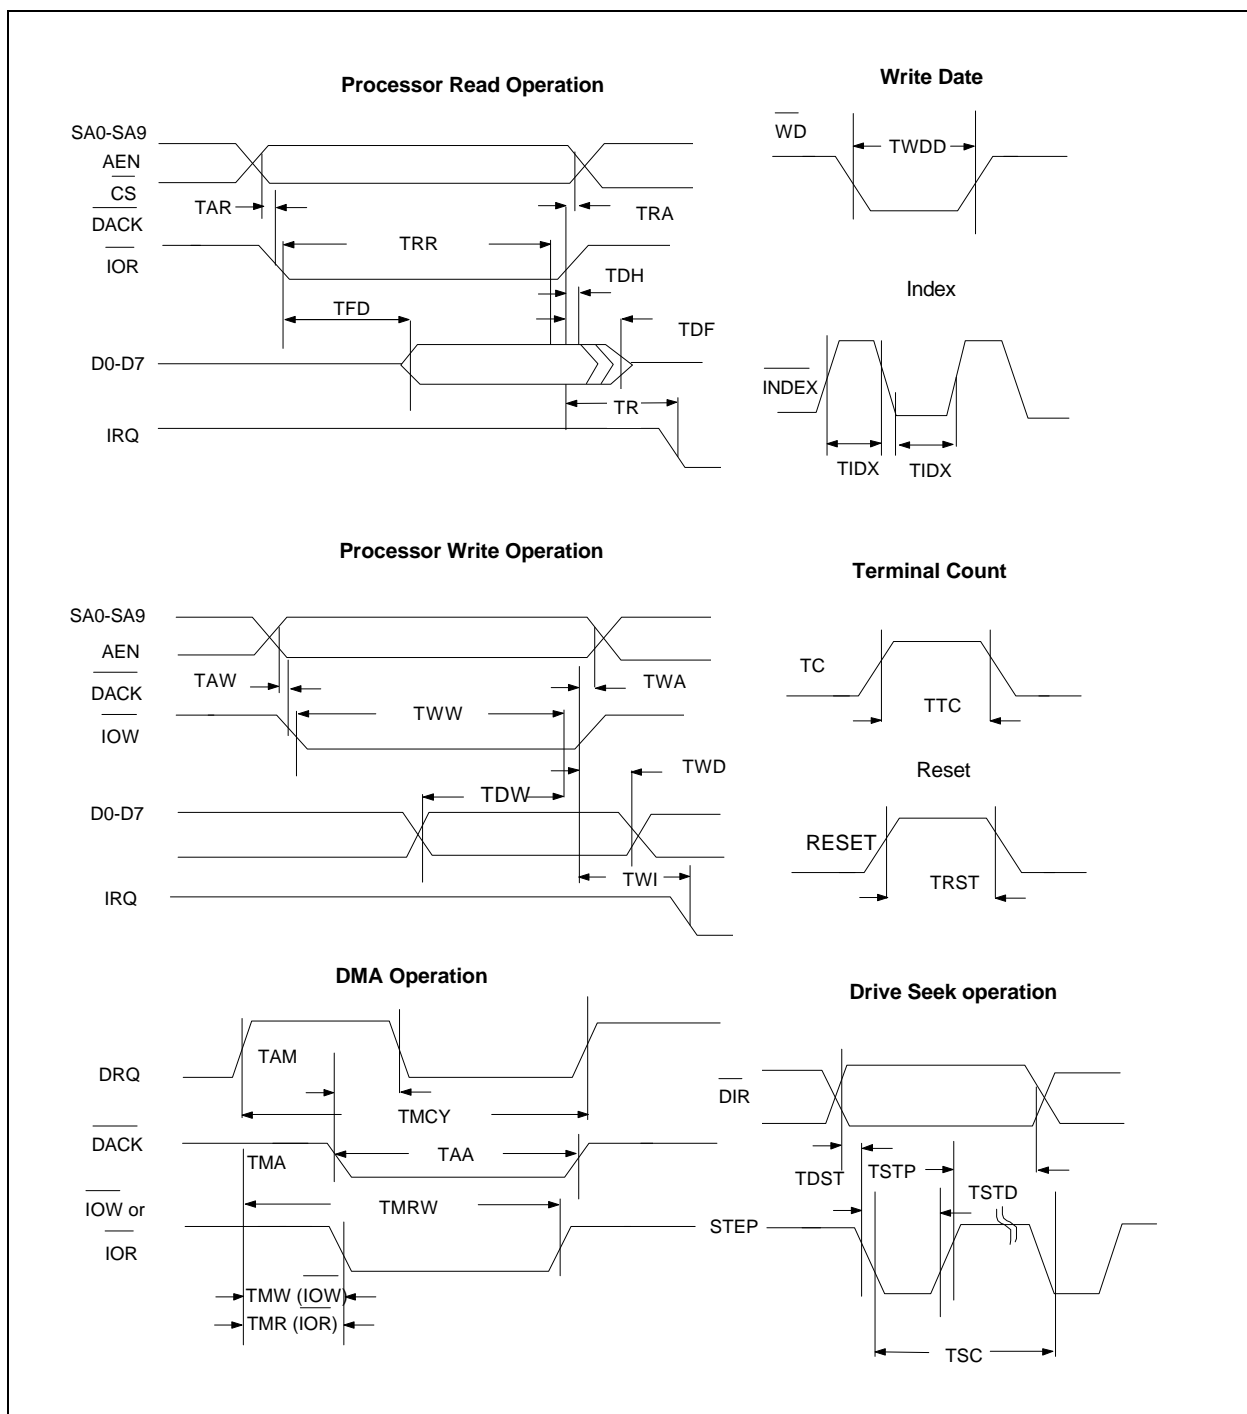 Processor Read Operation
SA0-SA9
AEN
CS
DACK
IOR
TAR
TRA
TRR
TDH
TFD
TDF
D0-D7
TR
IRQ
Write Date
WD
TWDD
Index
INDEX
TIDX
TIDX
Processor Write Operation
SA0-SA9
AEN
DACK
IOW
TAW
TWA
TWW
TWD
TDW
D0-D7
TWI
IRQ
Terminal Count
TC
TTC
Reset
RESET
TRST
DMA Operation
DRQ
TAM
TMCY
DACK
TMA
TAA
IOW or
IOR
TMRW
TMW (IOW)
TMR (IOR)
Drive Seek operation
DIR
TDST
TSTP
TSTD
STEP
TSC